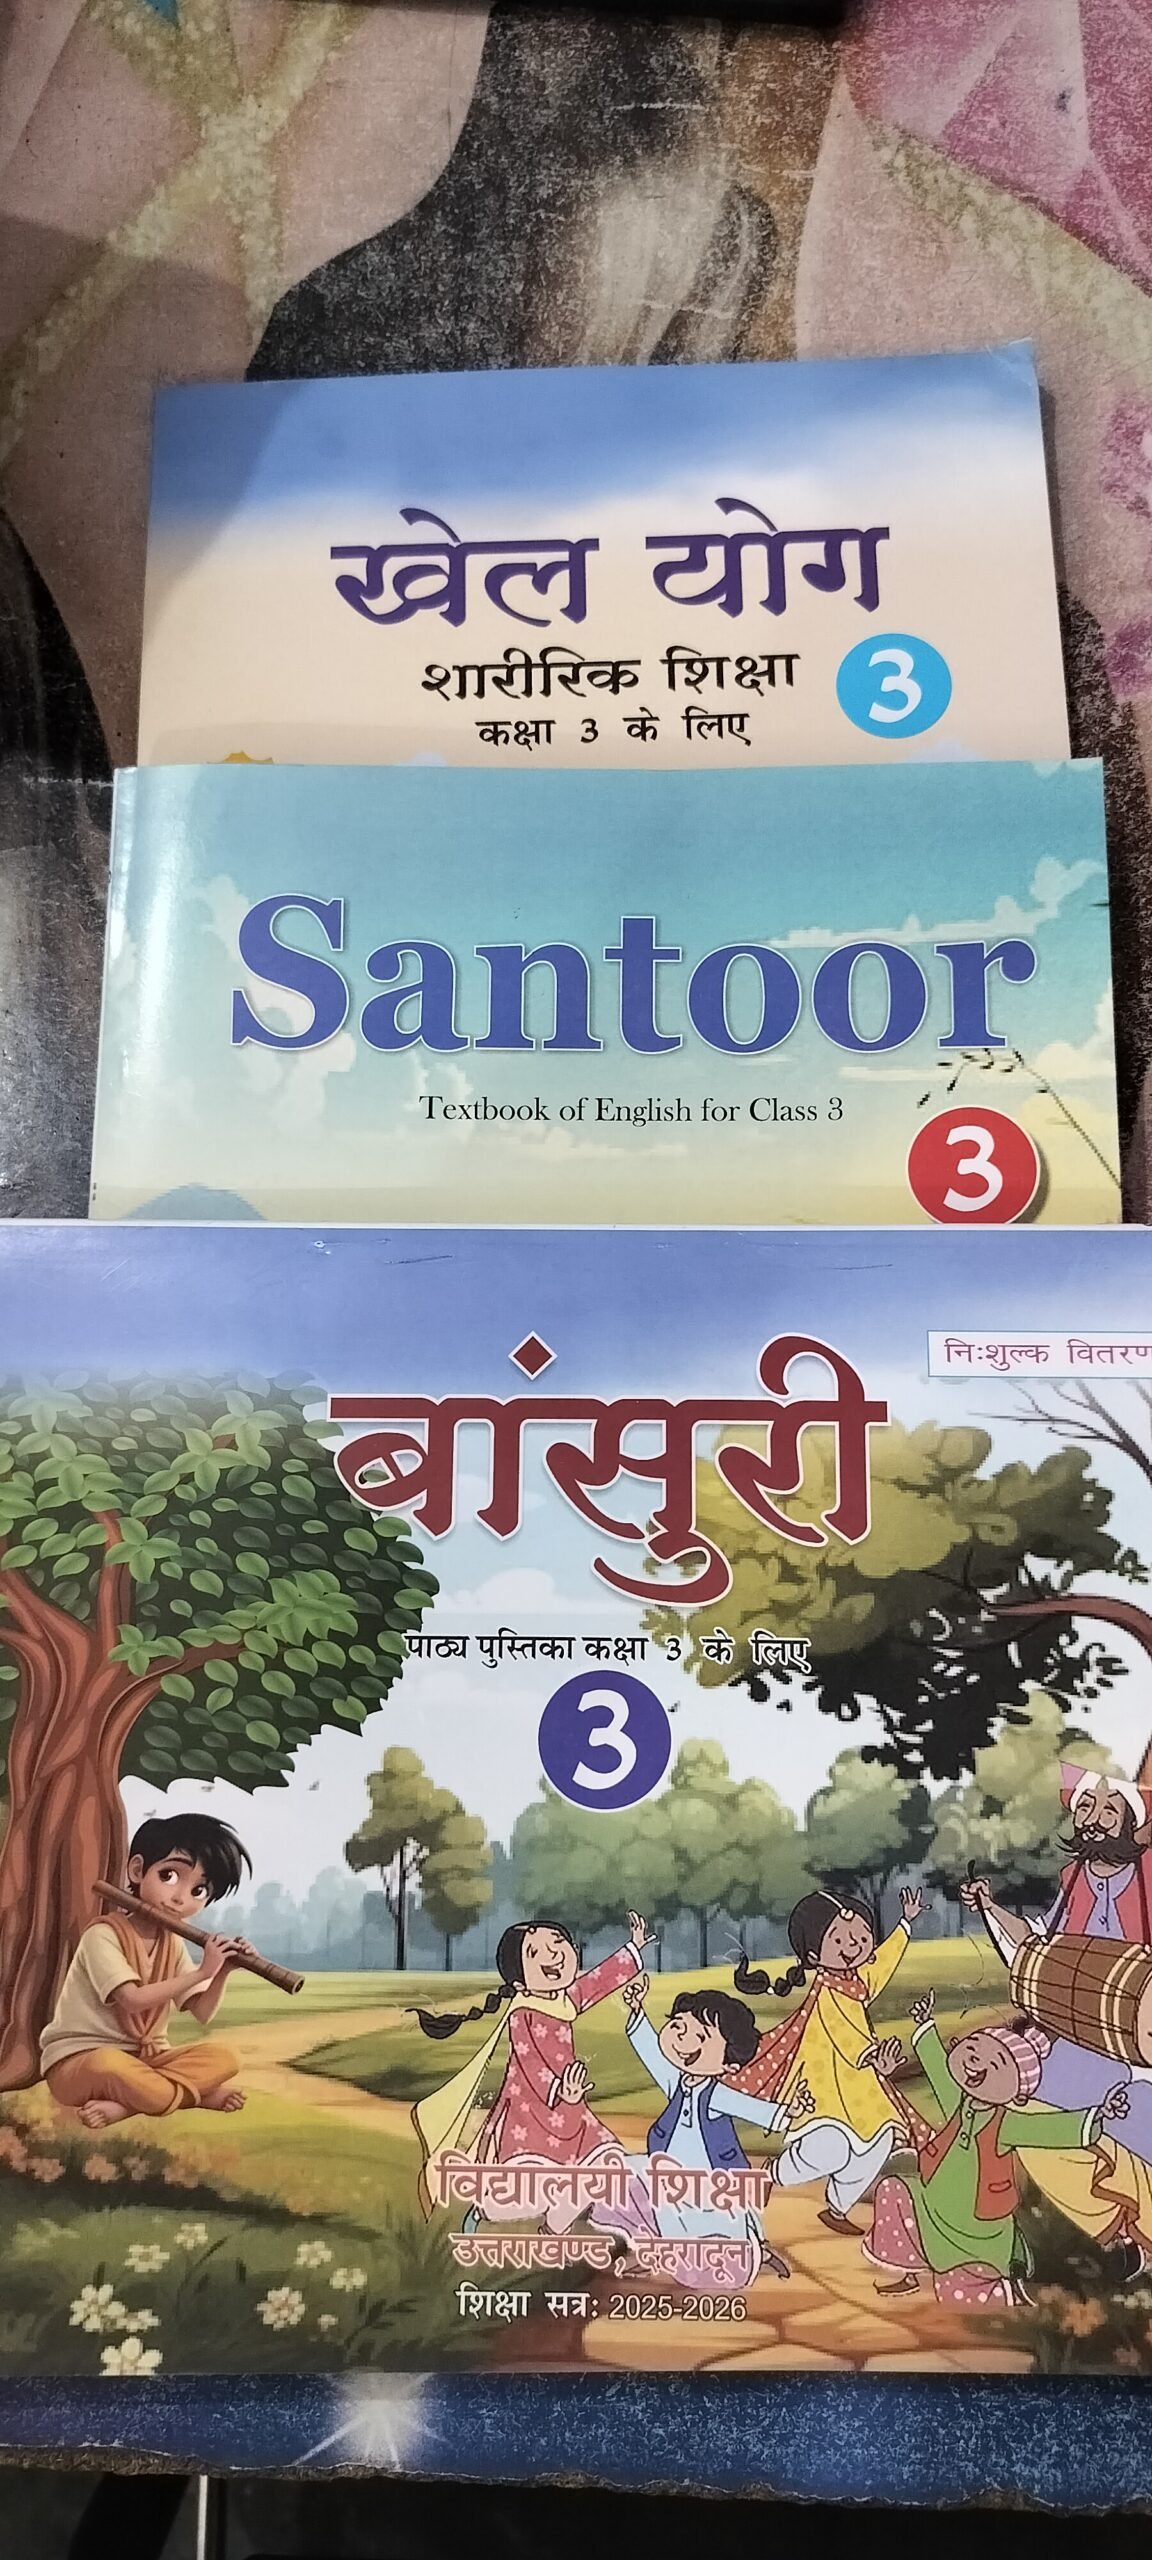 खेल योग
शारीरिक शिक्षा 3
कक्षा 3 के लिए
Santoor
Textbook of English for Class 3
3
निःशुल्क वितरण
बांसुरी
पाठ्य पुस्तिका कक्षा 3 के लिए
3
विद्यालयी शिक्षा
उत्तराखण्ड, देहरादून
शिक्षा सत्रः 2025-2026